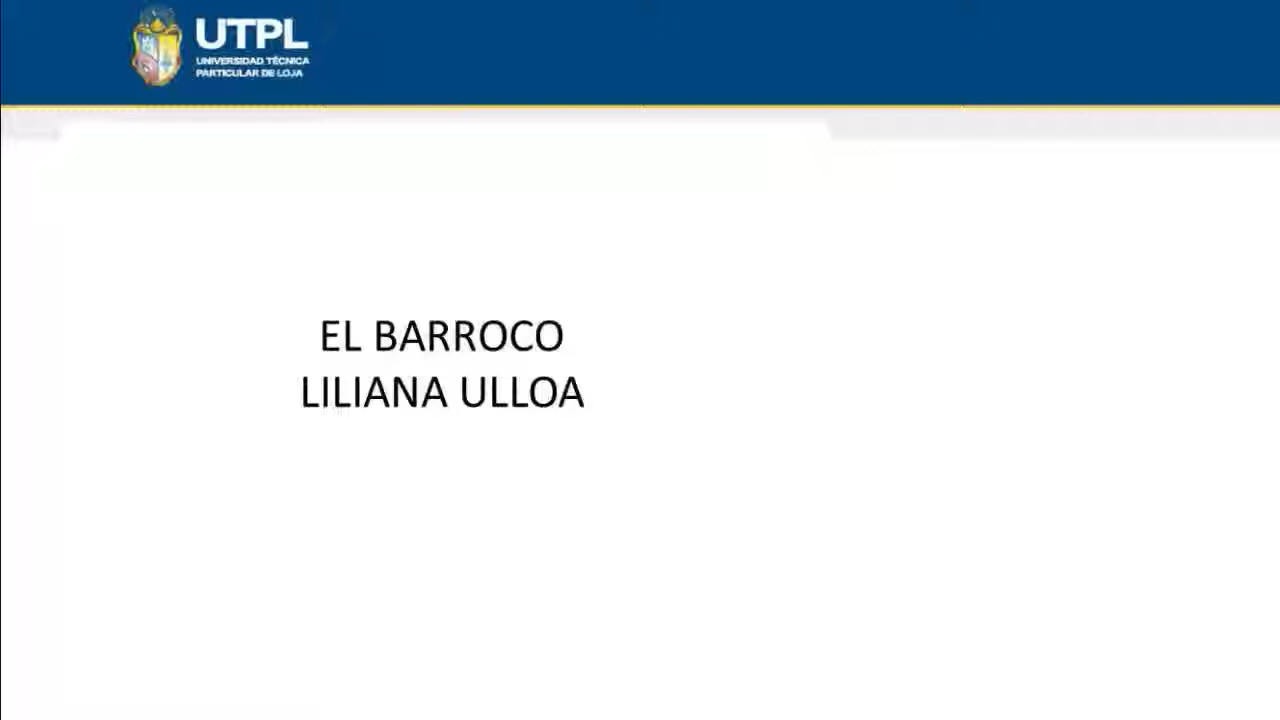 UTPL
UNIVERSIDAD TÉCNICA
PARTICULAR DE LOJA
EL BARROCO
LILIANA ULLOA